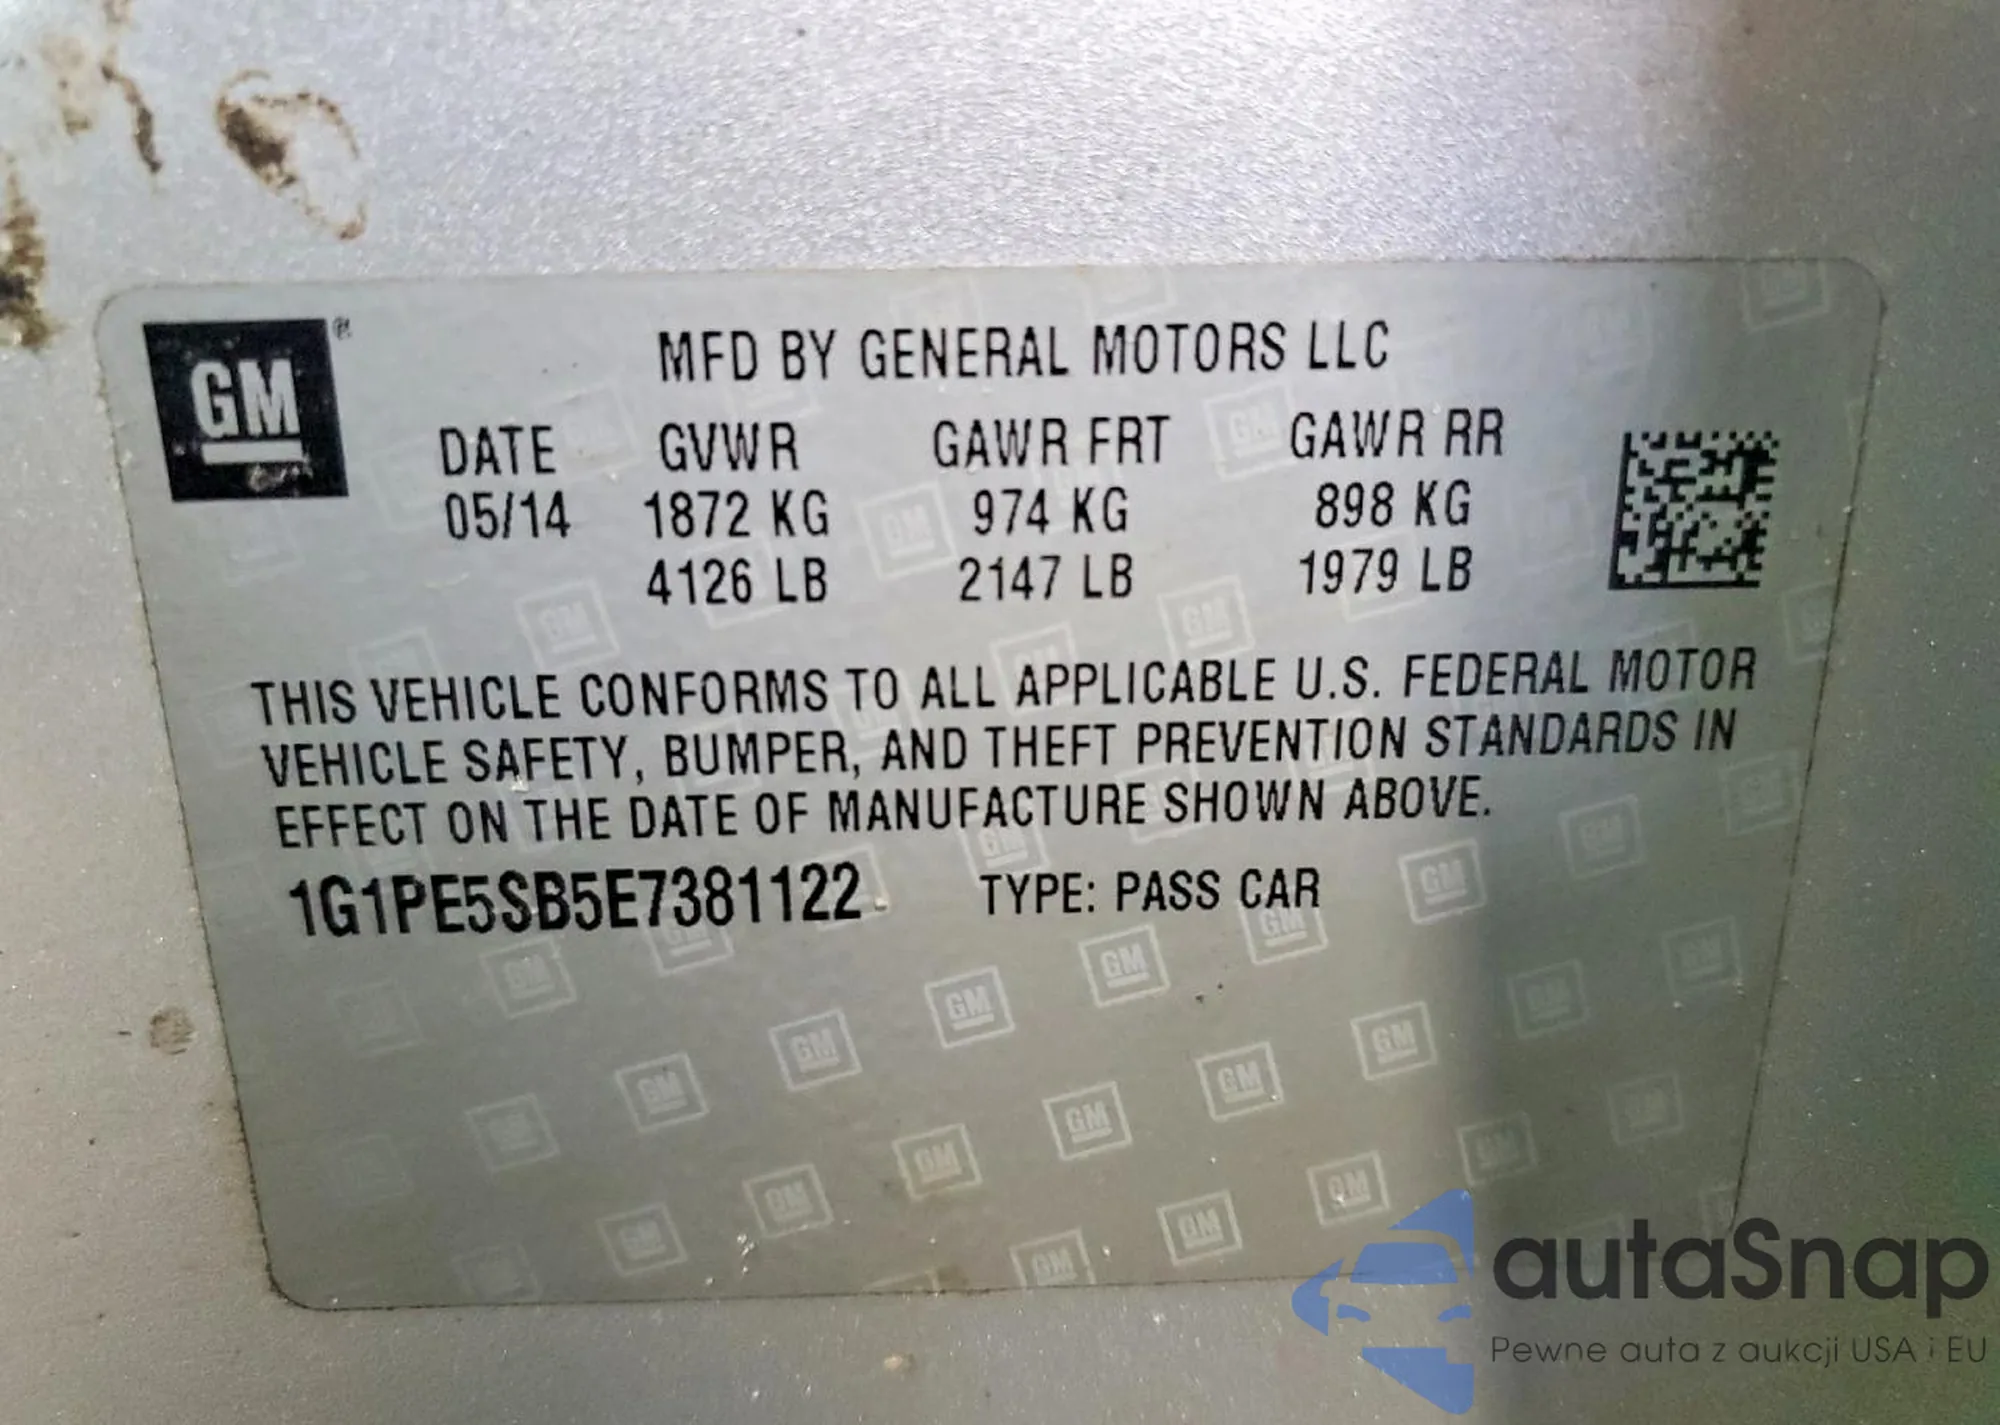 GM®
MFD BY GENERAL MOTORS LLC
DATE GVWR GAWR FRT GAWR RR
05/14 1872 KG 974 KG 898 KG
4126 LB 2147 LB 1979 LB
THIS VEHICLE CONFORMS TO ALL APPLICABLE U.S. FEDERAL MOTOR
VEHICLE SAFETY, BUMPER, AND THEFT PREVENTION STANDARDS IN
EFFECT ON THE DATE OF MANUFACTURE SHOWN ABOVE.
1G1PE5SB5E7381122 TYPE: PASS CAR
autaSnap
Pewne auta z aukcji USA i EU